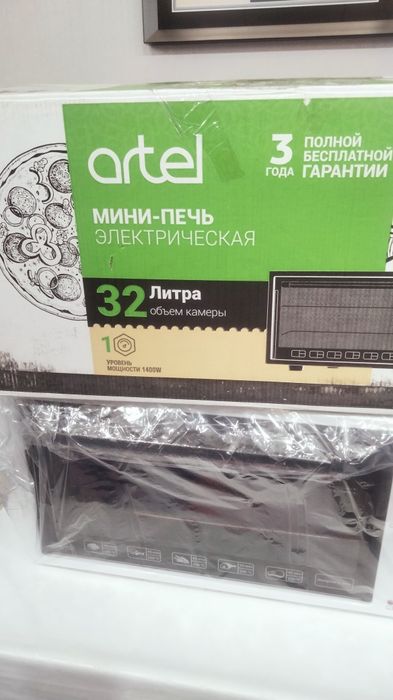 artel
3 ГОДА
ПОЛНОЙ
БЕСПЛАТНОЙ
ГАРАНТИИ
МИНИ-ПЕЧЬ
ЭЛЕКТРИЧЕСКАЯ
32 Литра
объем камеры
1
УРОВЕНЬ
МОЩНОСТИ 1400W